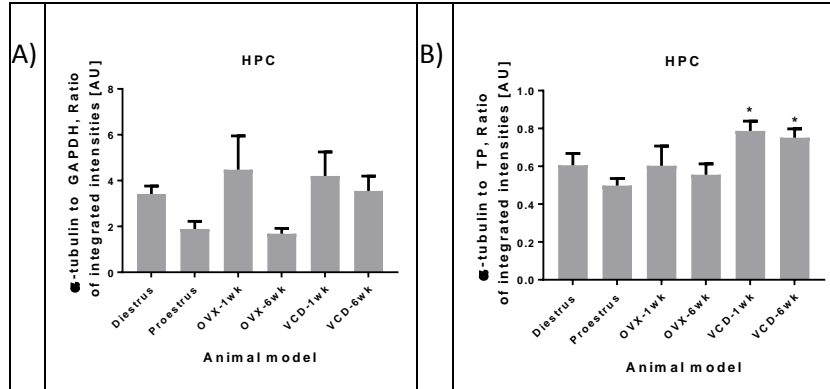 A)
HPC
-tubulin to GAPDH, Ratio
of integrated intensities [AU]
8
6
4
2
0
Diestrus
Proestrus
OVX-1wk
OVX-6wk
VCD-1wk
VCD-6wk
Animal model
B)
HPC
-tubulin to TP, Ratio
of integrated intensities [AU]
1.0
0.8
0.6
0.4
0.2
0.0
* *
Diestrus
Proestrus
OVX-1wk
OVX-6wk
VCD-1wk
VCD-6wk
Animal model